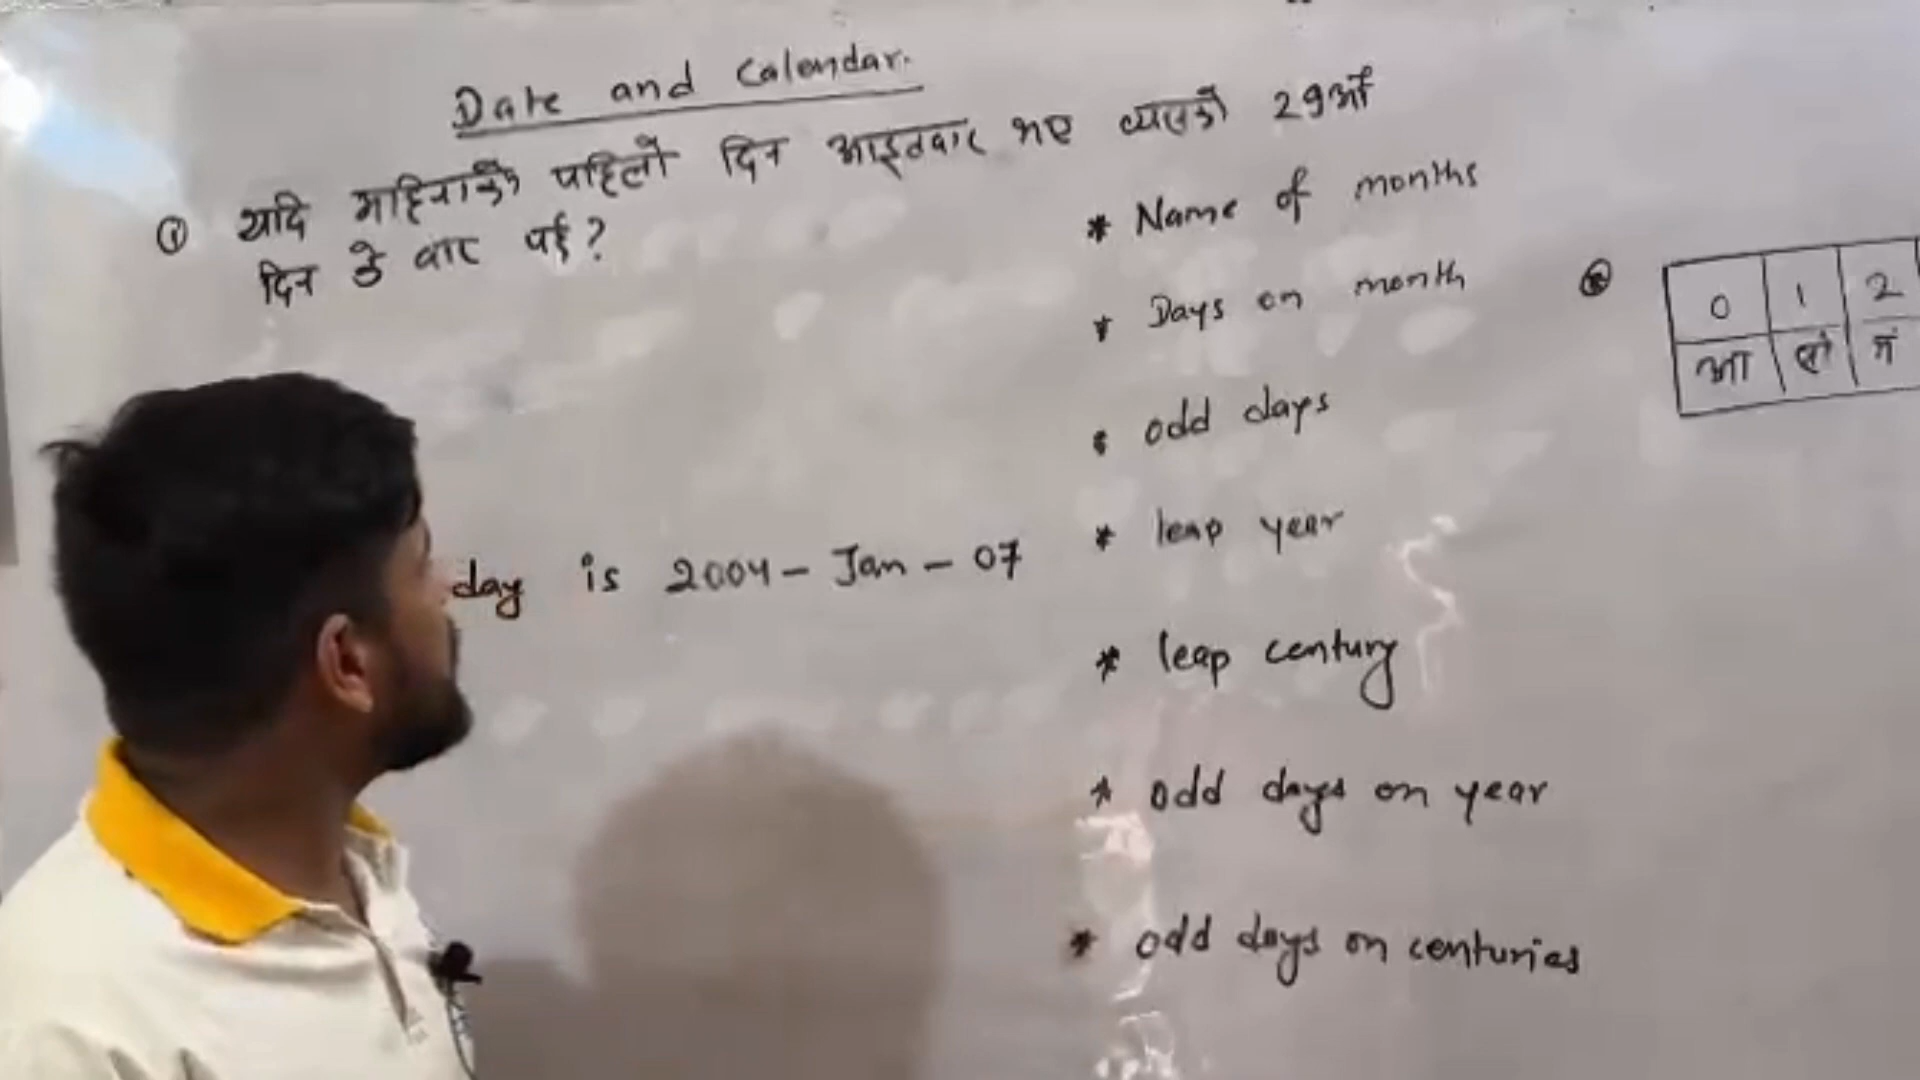 Date and Calendar.
① यदि महिनाको पहिलो दिन आइतवार भए त्यसको 29औं
दिन के वार पर्छ?
* Name of months
* Days on month
* odd days
* leap year
* leap century
* odd days on year
* odd days on centuries
day is 2004 - Jan - 07
0 1 2
आ सो मं